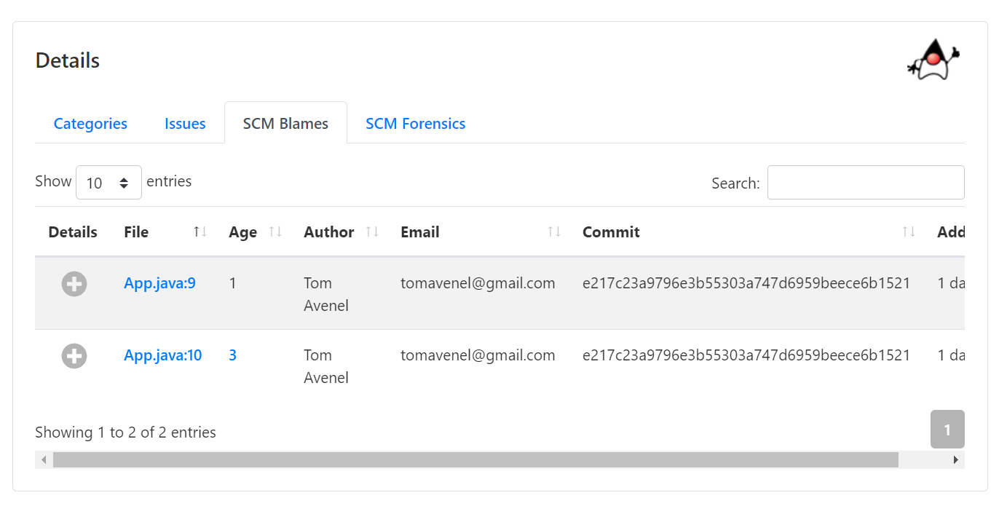 Details
Categories Issues SCM Blames SCM Forensics
Show 10 entries Search:
Details File Age Author Email Commit Add
App.java:9 1 Tom tomavenel@gmail.com e217c23a9796e3b55303a747d6959beece6b1521 1 da
Avenel
App.java:10 3 Tom tomavenel@gmail.com e217c23a9796e3b55303a747d6959beece6b1521 1 da
Avenel
Showing 1 to 2 of 2 entries 1